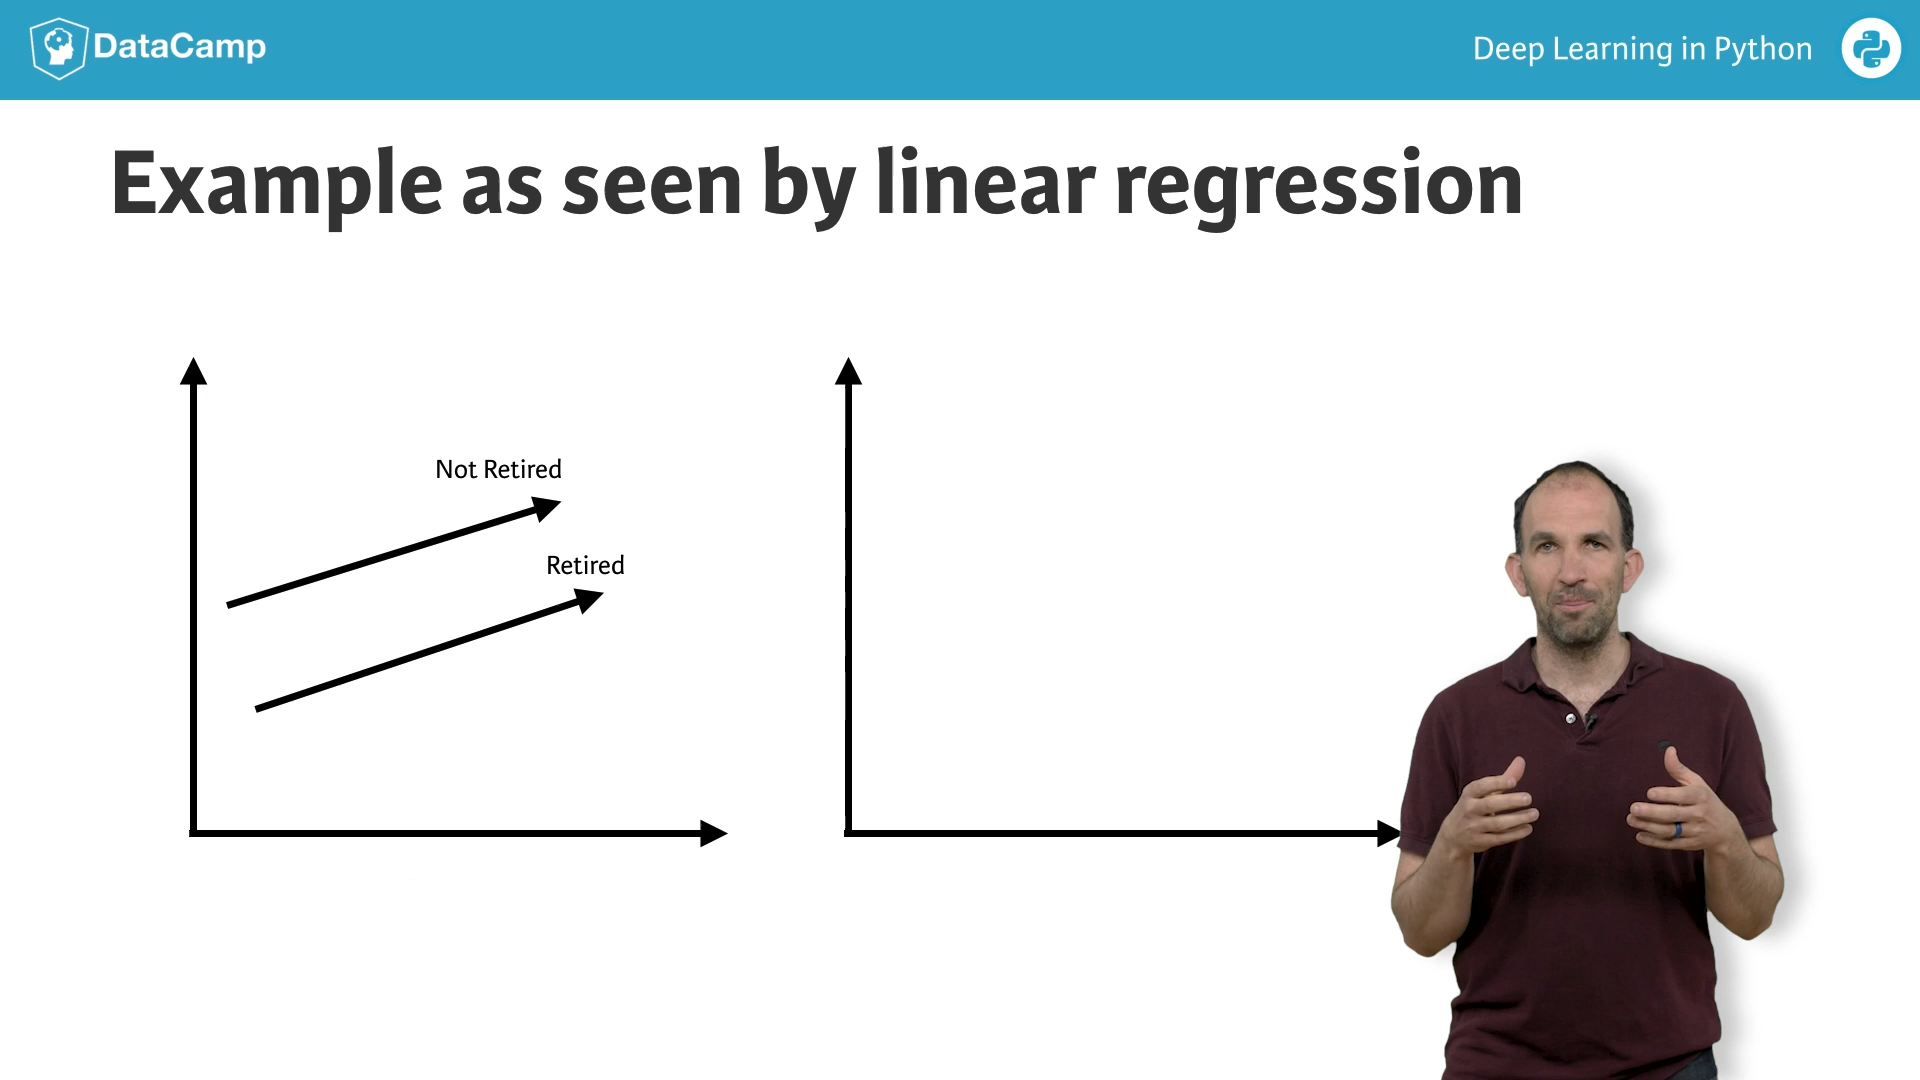 DataCamp
Deep Learning in Python
Example as seen by linear regression
Not Retired
Retired